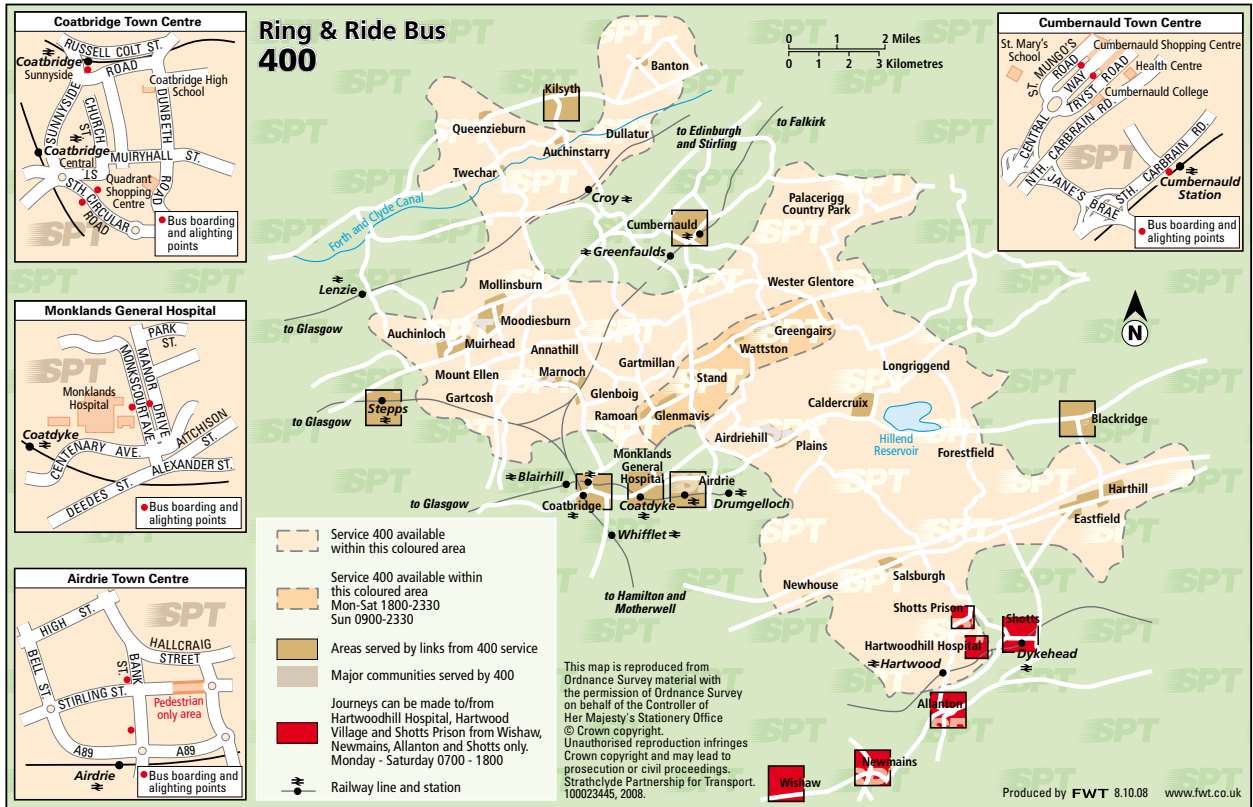 Ring & Ride Bus
400
0 1 2 Miles
0 1 2 3 Kilometres
Coatbridge Town Centre
RUSSELL COLT ST.
Coatbridge
Sunnyside
ROAD
Coatbridge High
School
SUNNYSIDE
CHURCH
ST.
DUNBETH
ROAD
Coatbridge
Central
MUIRYHALL ST.
ST
Quadrant
Shopping
Centre
STH. CIRCULAR
ROAD
Bus boarding
and alighting
points
Monklands General Hospital
PARK
ST.
MANOR
DRIVE
MONKSCOURT AVE.
Monklands
Hospital
AITCHISON
ST.
Coatdyke
CENTENARY AVE.
ALEXANDER ST.
DEEDES ST.
Bus boarding and
alighting points
Airdrie Town Centre
HIGH ST.
HALLCRAIG
STREET
BELL ST.
BANK
ST.
STIRLING ST.
Pedestrian
only area
A89
A89
Airdrie
Bus boarding and
alighting points
Cumbernauld Town Centre
St. Mary's
School
Cumbernauld Shopping Centre
ST. MUNGO'S
ROAD
Health Centre
CENTRAL
WAY
TRYST ROAD
Cumbernauld College
NTH. CARBRAIN RD.
JANE'S BRAE
STH. CARBRAIN RD.
Cumbernauld
Station
Bus boarding and
alighting points
Banton
Kilsyth
Queenzieburn
Dullatur
Auchinstarry
to Edinburgh
and Stirling
to Falkirk
Twechar
Croy
Palacerigg
Country Park
Forth and Clyde Canal
Cumbernauld
Greenfaulds
Lenzie
Mollinsburn
Wester Glentore
to Glasgow
Moodiesburn
Auchinloch
Muirhead
Greengairs
Annathill
Wattston
Gartmillan
Longriggend
Mount Ellen
Marnoch
Stand
Gartcosh
Glenboig
Caldercruix
Stepps
Ramoan
Glenmavis
Blackridge
to Glasgow
Airdriehill
Plains
Hillend
Reservoir
Forestfield
Monklands
General
Hospital
Blairhill
Airdrie
Harthill
to Glasgow
Coatbridge
Coatdyke
Drumgelloch
Eastfield
Whifflet
to Hamilton and
Motherwell
Newhouse
Salsburgh
Shotts Prison
Shotts
Hartwoodhill Hospital
Dykehead
Hartwood
Allanton
Newmains
Wishaw
N
Service 400 available
within this coloured area
Service 400 available within
this coloured area
Mon-Sat 1800-2330
Sun 0900-2330
Areas served by links from 400 service
Major communities served by 400
Journeys can be made to/from
Hartwoodhill Hospital, Hartwood
Village and Shotts Prison from Wishaw,
Newmains, Allanton and Shotts only.
Monday - Saturday 0700 - 1800
Railway line and station
This map is reproduced from
Ordnance Survey material with
the permission of Ordnance Survey
on behalf of the Controller of
Her Majesty's Stationery Office
© Crown copyright.
Unauthorised reproduction infringes
Crown copyright and may lead to
prosecution or civil proceedings.
Strathclyde Partnership for Transport.
100023445, 2008.
Produced by FWT 8.10.08 www.fwt.co.uk
SPT